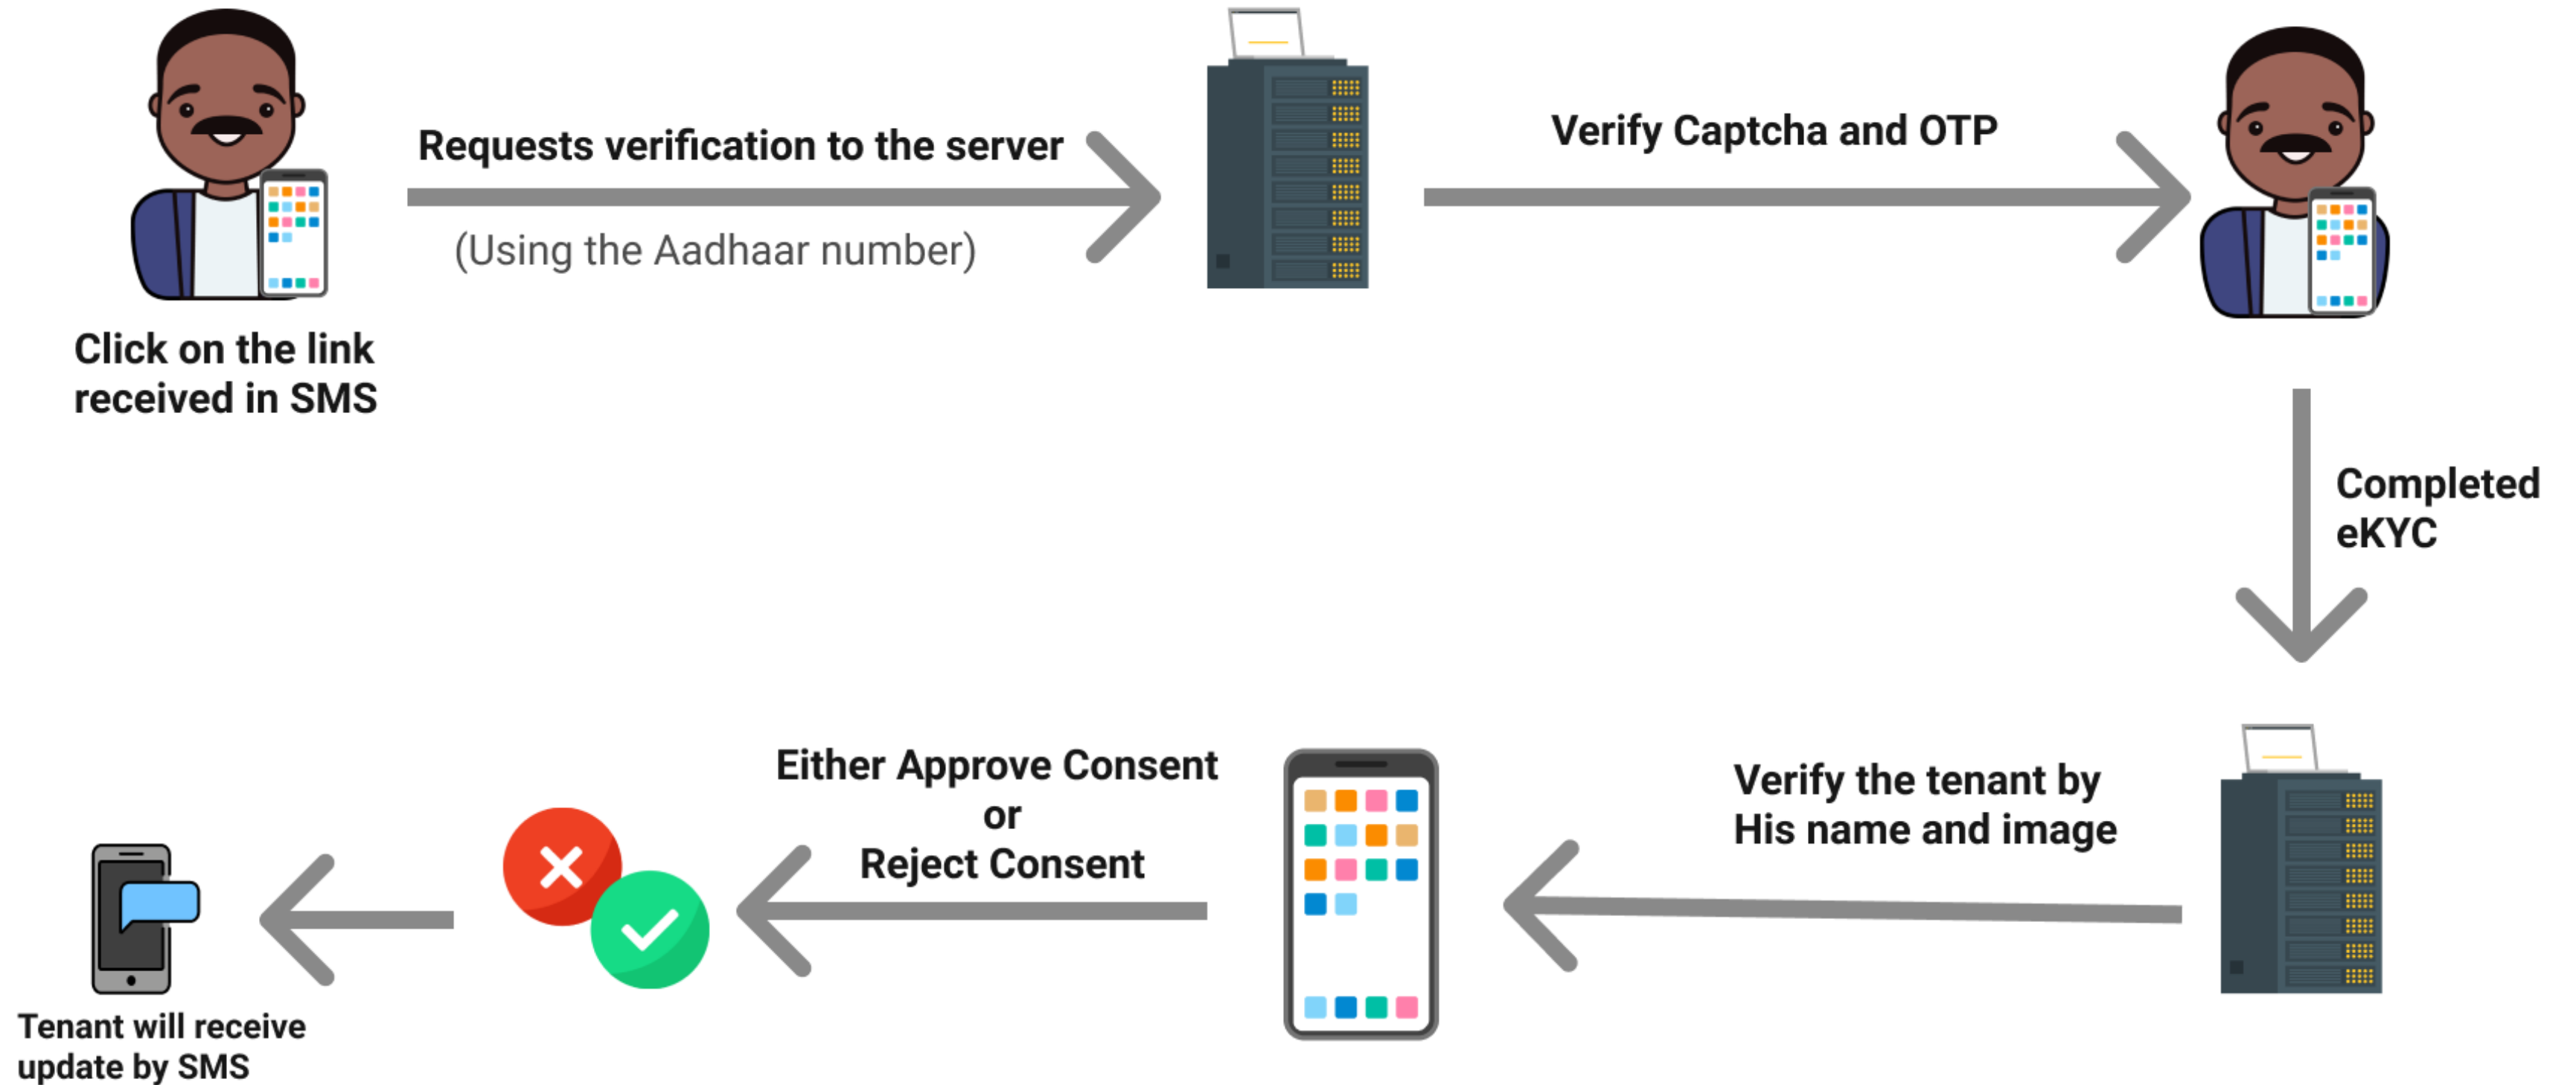 Requests verification to the server
(Using the Aadhaar number)
Verify Captcha and OTP
Click on the link
received in SMS
Completed
eKYC
Verify the tenant by
His name and image
Either Approve Consent
or
Reject Consent
Tenant will receive
update by SMS